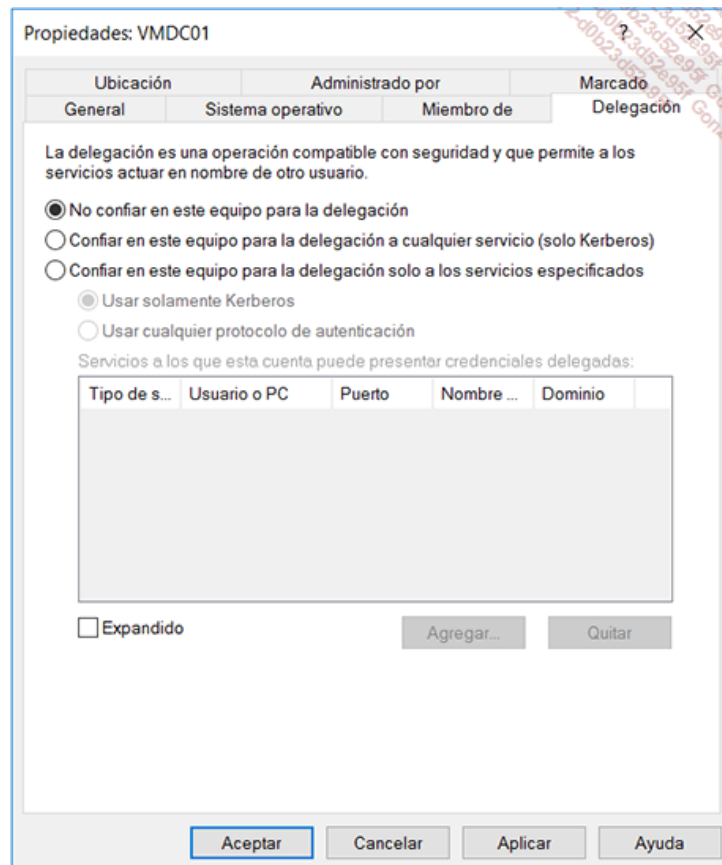 Propiedades: VMDC01
?
Ubicación Administrado por Marcado
General Sistema operativo Miembro de Delegación
La delegación es una operación compatible con seguridad y que permite a los
servicios actuar en nombre de otro usuario.
No confiar en este equipo para la delegación
Confiar en este equipo para la delegación a cualquier servicio (solo Kerberos)
Confiar en este equipo para la delegación solo a los servicios especificados
Usar solamente Kerberos
Usar cualquier protocolo de autenticación
Servicios a los que esta cuenta puede presentar credenciales delegadas:
Tipo de s... Usuario o PC Puerto Nombre ... Dominio
Expandido
Agregar... Quitar
Aceptar Cancelar Aplicar Ayuda